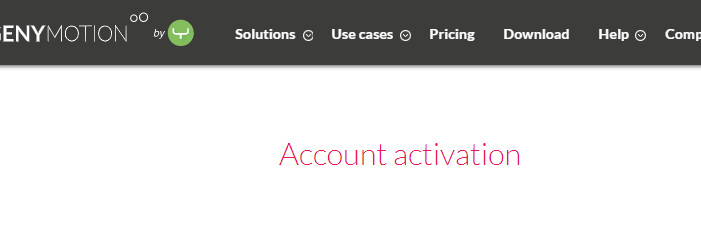 GENYMOTION by Solutions Use cases Pricing Download Help
Account activation